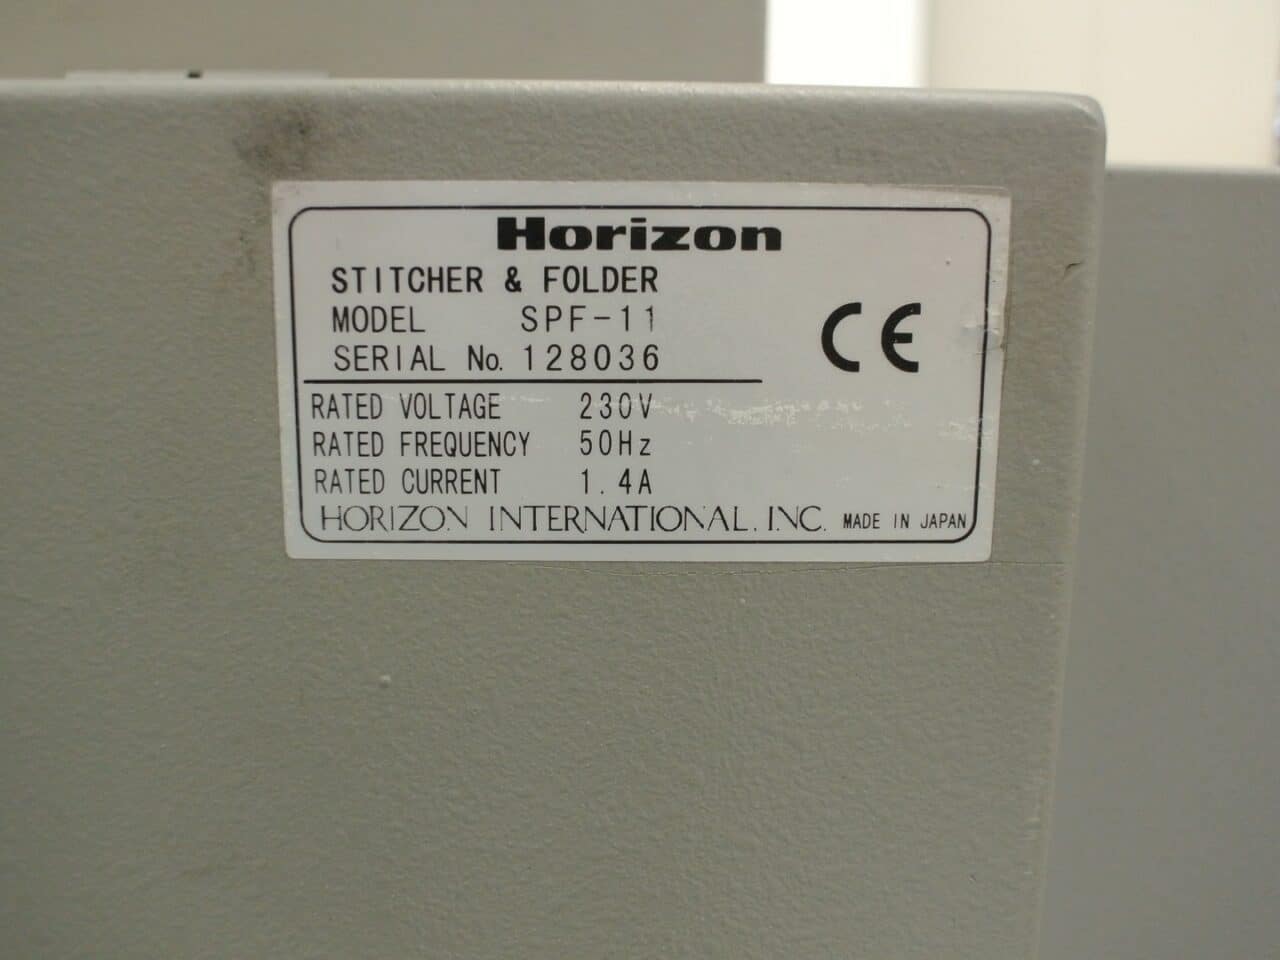 Horizon
STITCHER & FOLDER
MODEL SPF-11
SERIAL No. 128036
CE
RATED VOLTAGE 230V
RATED FREQUENCY 50Hz
RATED CURRENT 1.4A
HORIZON INTERNATIONAL. INC. MADE IN JAPAN